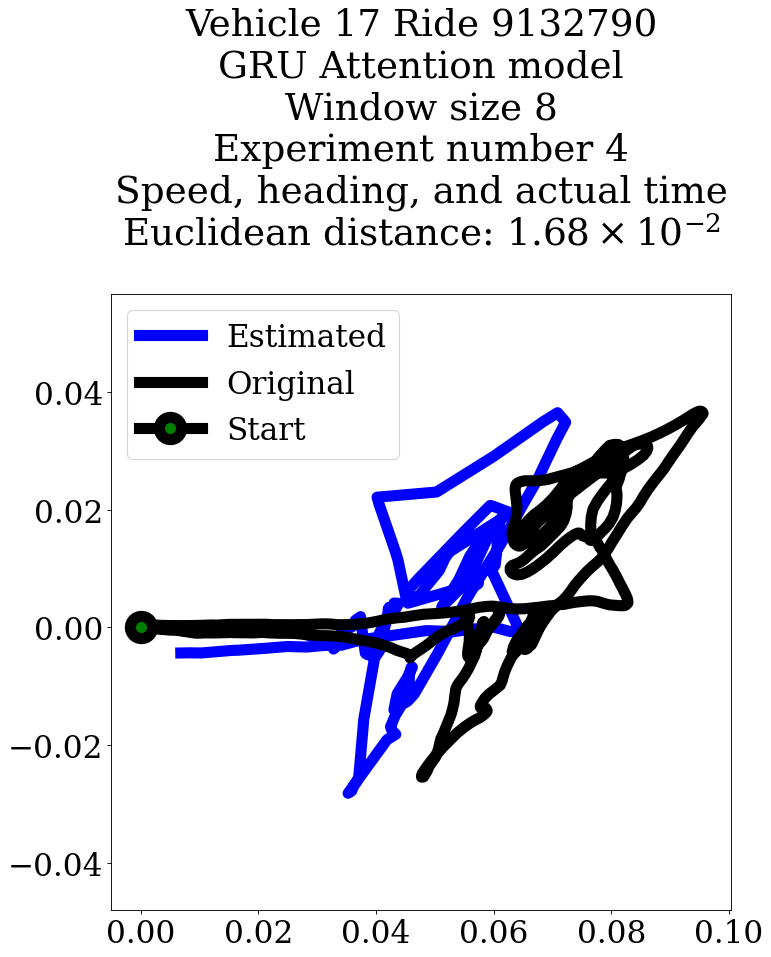 Vehicle 17 Ride 9132790
GRU Attention model
Window size 8
Experiment number 4
Speed, heading, and actual time
Euclidean distance: 1.68 × 10⁻²
Estimated
Original
Start
0.04
0.02
0.00
−0.02
−0.04
0.00 0.02 0.04 0.06 0.08 0.10